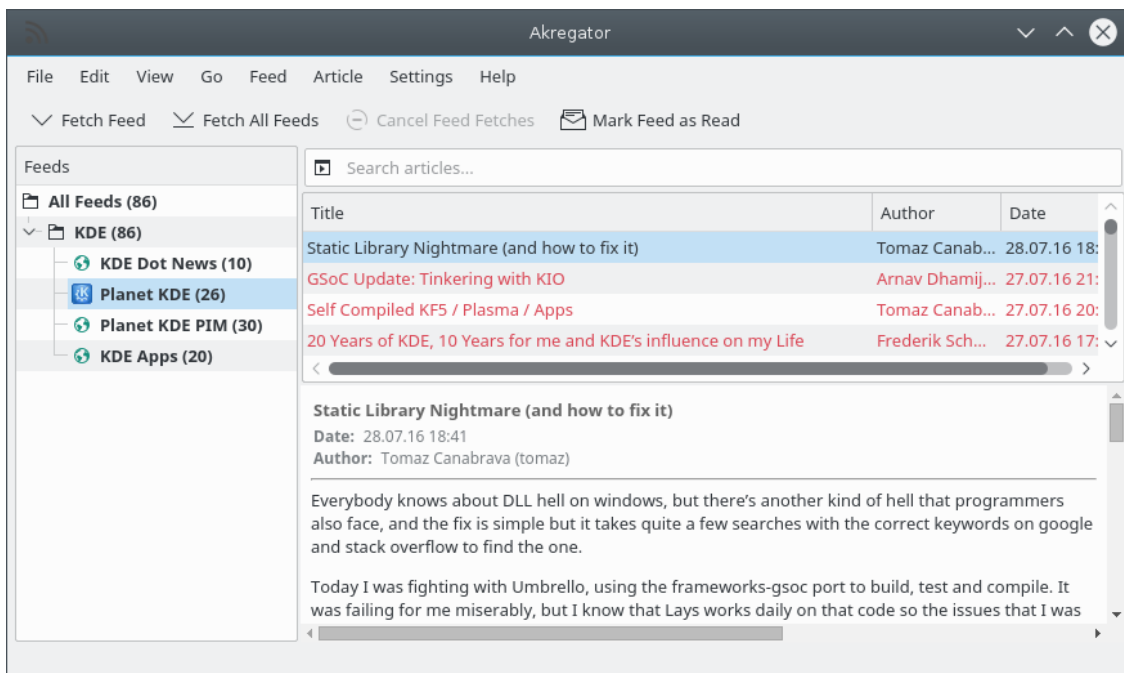 Akregator
File Edit View Go Feed Article Settings Help
Fetch Feed Fetch All Feeds Cancel Feed Fetches Mark Feed as Read
Feeds
All Feeds (86)
KDE (86)
KDE Dot News (10)
Planet KDE (26)
Planet KDE PIM (30)
KDE Apps (20)
Search articles...
Title Author Date
Static Library Nightmare (and how to fix it) Tomaz Canab... 28.07.16 18:
GSoC Update: Tinkering with KIO Arnav Dhamij... 27.07.16 21:
Self Compiled KF5 / Plasma / Apps Tomaz Canab... 27.07.16 20:
20 Years of KDE, 10 Years for me and KDE’s influence on my Life Frederik Sch... 27.07.16 17:
Static Library Nightmare (and how to fix it)
Date: 28.07.16 18:41
Author: Tomaz Canabrava (tomaz)
Everybody knows about DLL hell on windows, but there’s another kind of hell that programmers
also face, and the fix is simple but it takes quite a few searches with the correct keywords on google
and stack overflow to find the one.
Today I was fighting with Umbrello, using the frameworks-gsoc port to build, test and compile. It
was failing for me miserably, but I know that Lays works daily on that code so the issues that I was